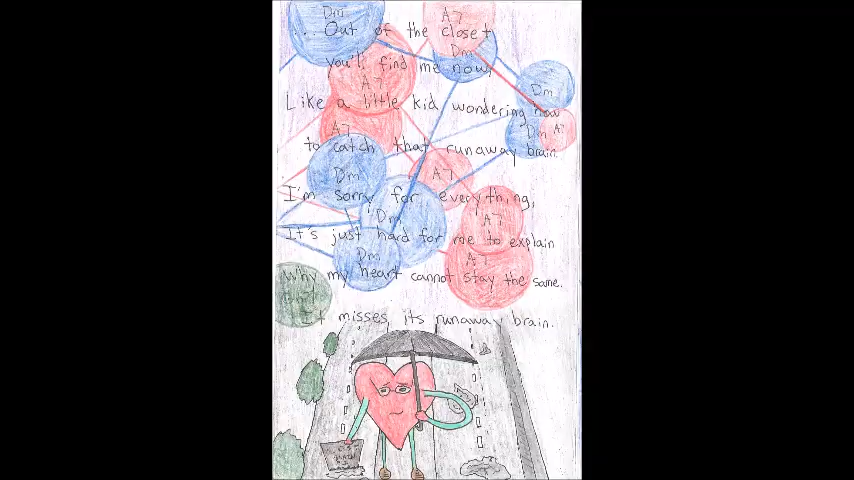 Dm A7
...Out of the closet
Dm
you'll find me now,
A7 Dm
Like a little kid wondering how
A7 Dm A7
to catch that runaway brain.
Dm A7
I'm sorry for everything,
Dm A7
It's just hard for me to explain
Dm A7
Why my heart cannot stay the same.
It misses its runaway brain.